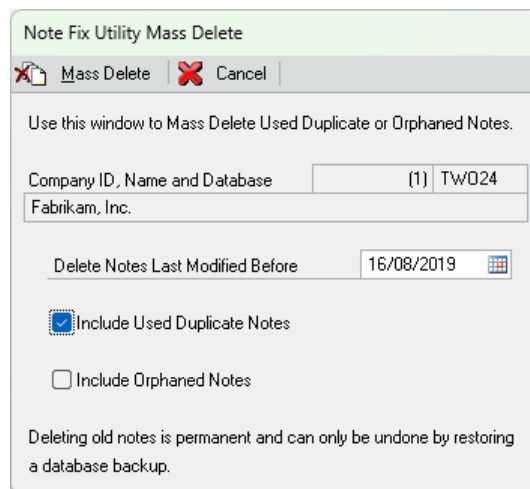 Note Fix Utility Mass Delete
Mass Delete Cancel
Use this window to Mass Delete Used Duplicate or Orphaned Notes.
Company ID, Name and Database (1) TWO24
Fabrikam, Inc.
Delete Notes Last Modified Before 16/08/2019
Include Used Duplicate Notes
Include Orphaned Notes
Deleting old notes is permanent and can only be undone by restoring
a database backup.